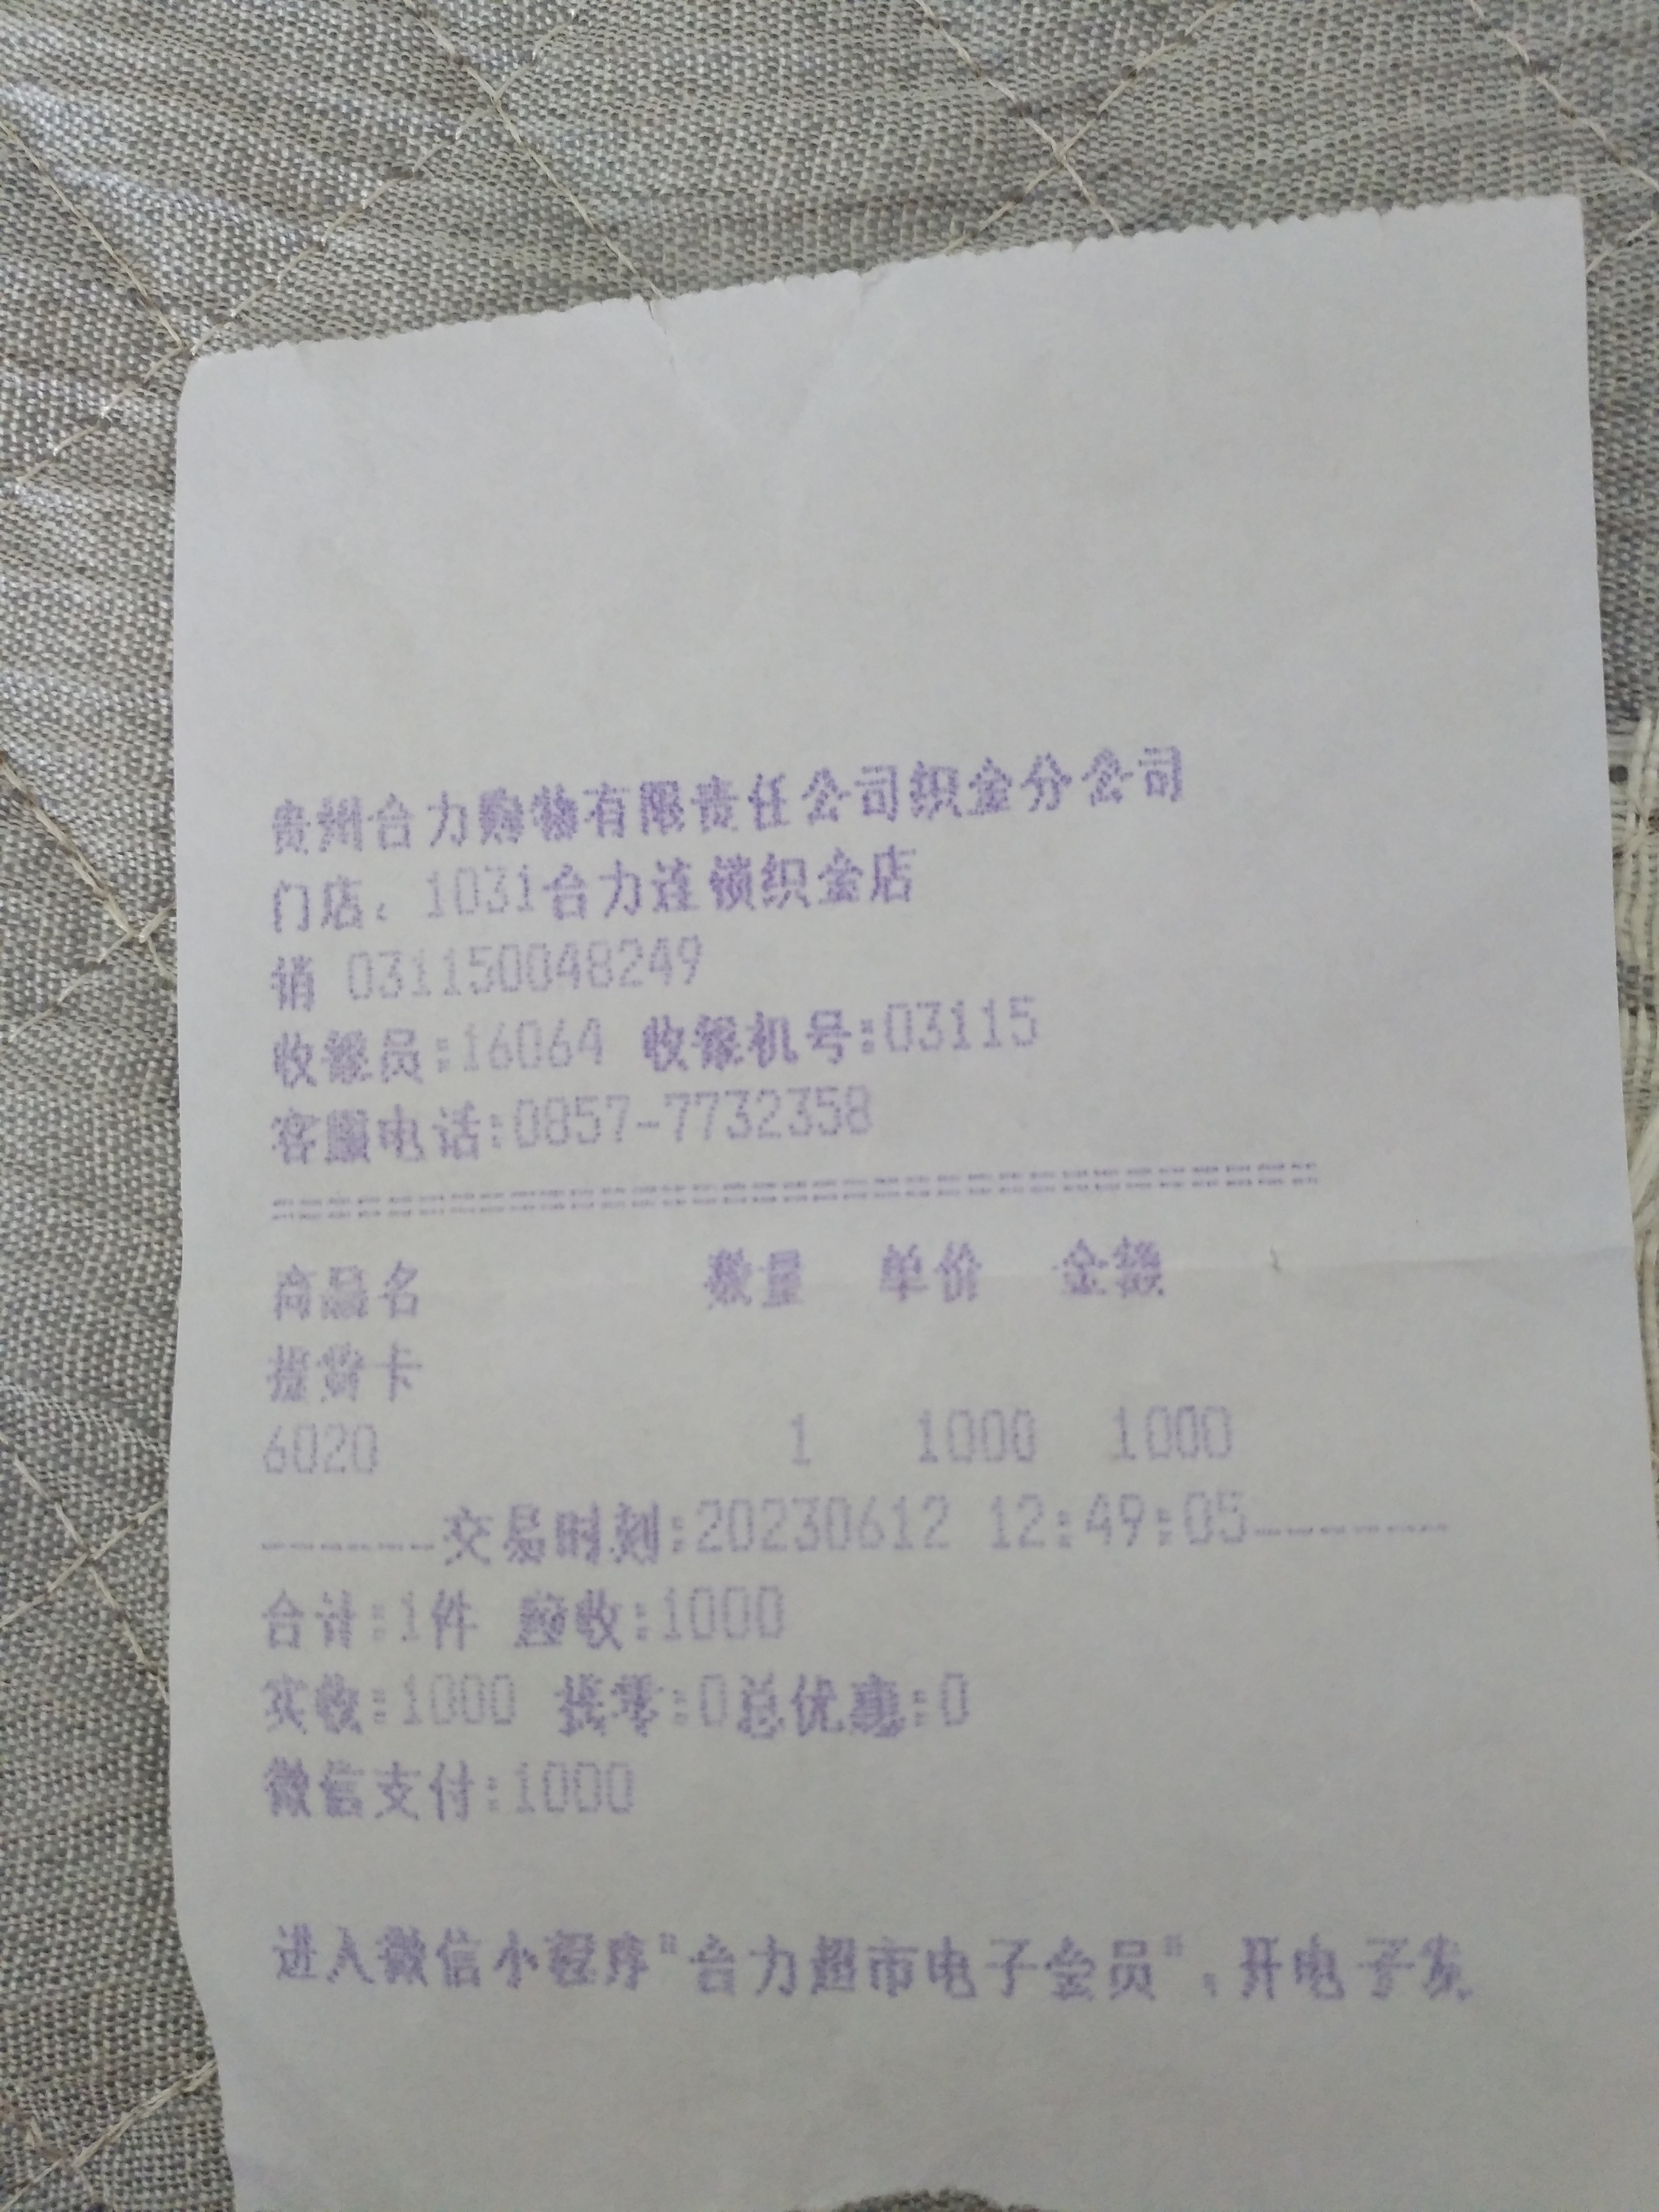 贵州合力购物有限责任公司织金分公司
门店：1031合力连锁织金店
销 031150048249
收银员:16064 收银机号:03115
客服电话:0857-7732358
====================================
商品名 数量 单价 金额
提货卡
6020 1 1000 1000
------交易时刻:20230612 12:49:05-------
合计:1件 应收:1000
实收:1000 找零:0总优惠:0
微信支付:1000
进入微信小程序"合力超市电子会员"，开电子发